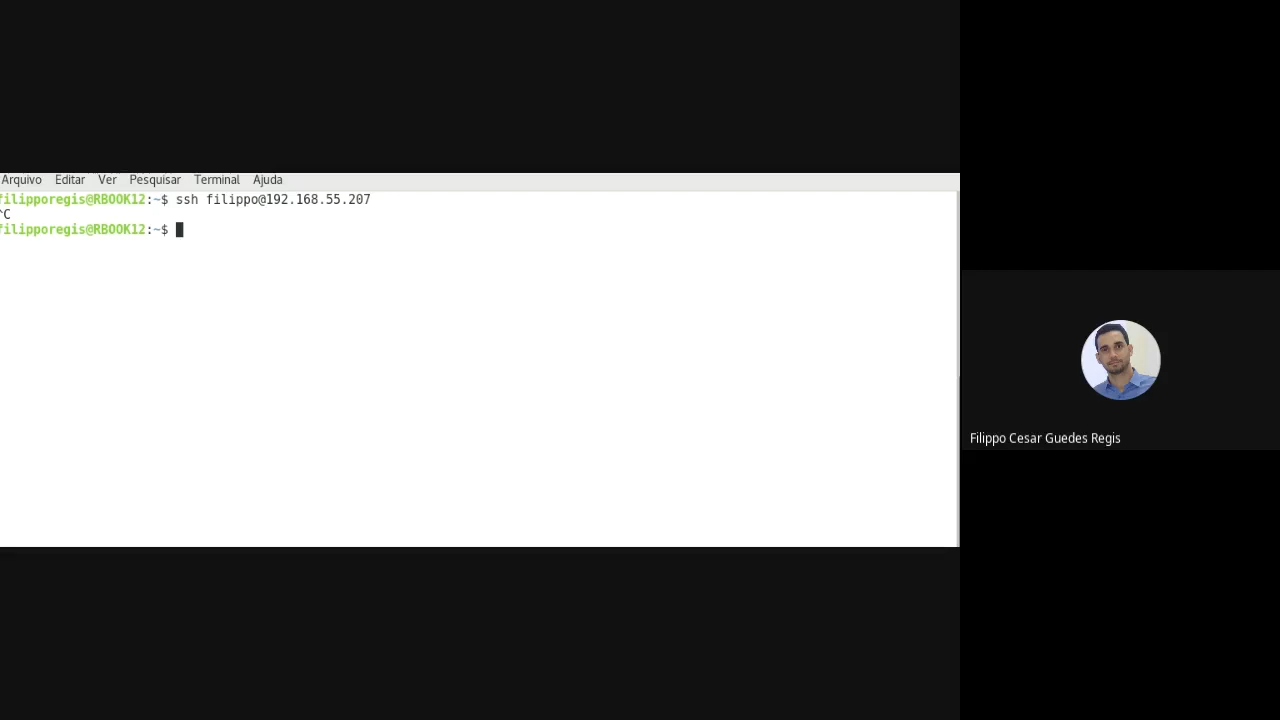 Arquivo Editar Ver Pesquisar Terminal Ajuda
filipporegis@RBOOK12:~$ ssh filippo@192.168.55.207
^C
filipporegis@RBOOK12:~$
Filippo Cesar Guedes Regis